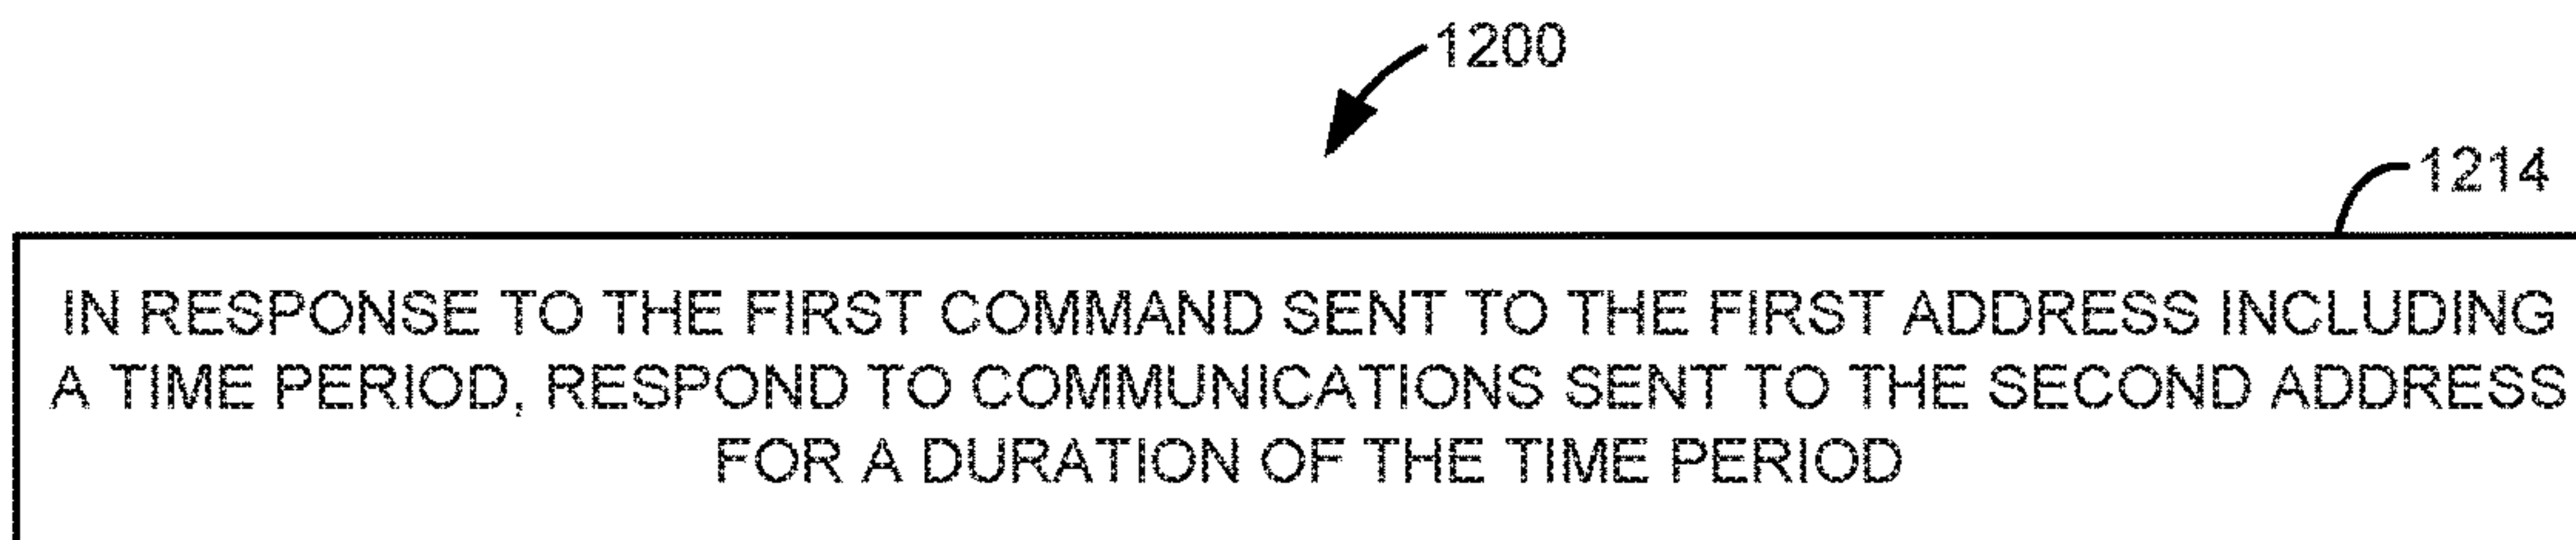 1200
1214
IN RESPONSE TO THE FIRST COMMAND SENT TO THE FIRST ADDRESS INCLUDING
A TIME PERIOD, RESPOND TO COMMUNICATIONS SENT TO THE SECOND ADDRESS
FOR A DURATION OF THE TIME PERIOD